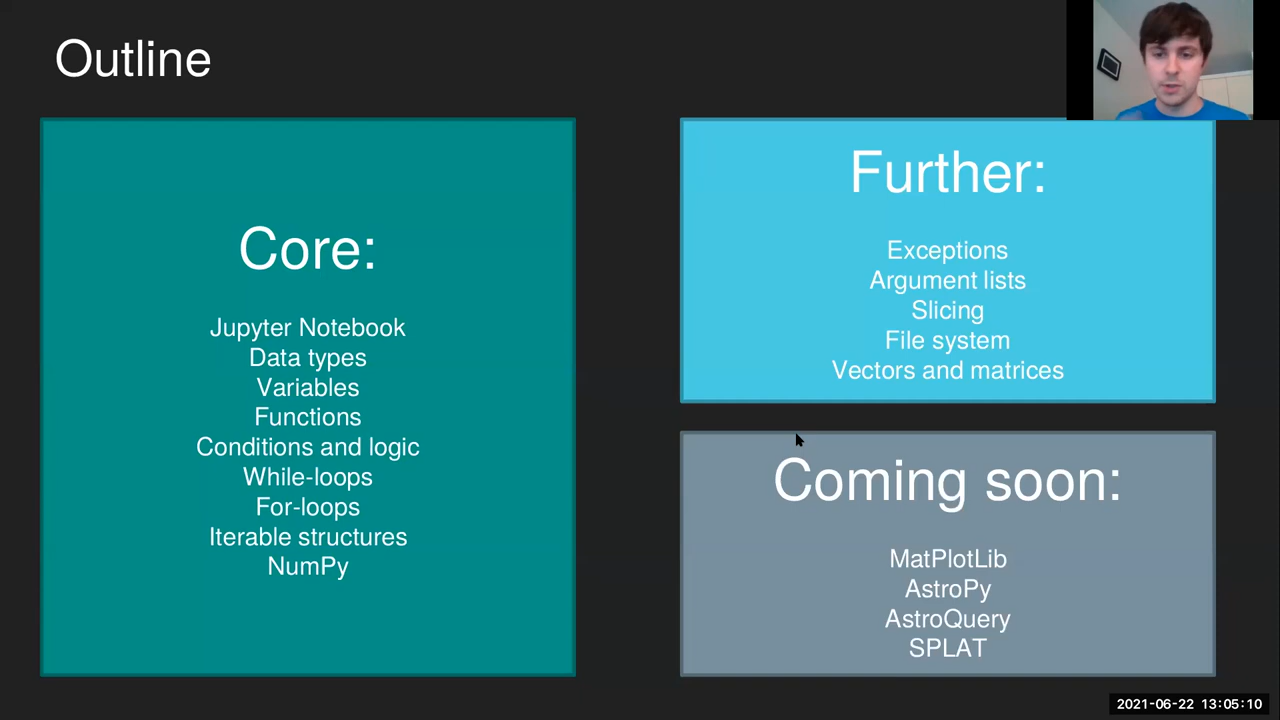 Outline
Core:
Jupyter Notebook
Data types
Variables
Functions
Conditions and logic
While-loops
For-loops
Iterable structures
NumPy
Further:
Exceptions
Argument lists
Slicing
File system
Vectors and matrices
Coming soon:
MatPlotLib
AstroPy
AstroQuery
SPLAT
2021-06-22 13:05:10